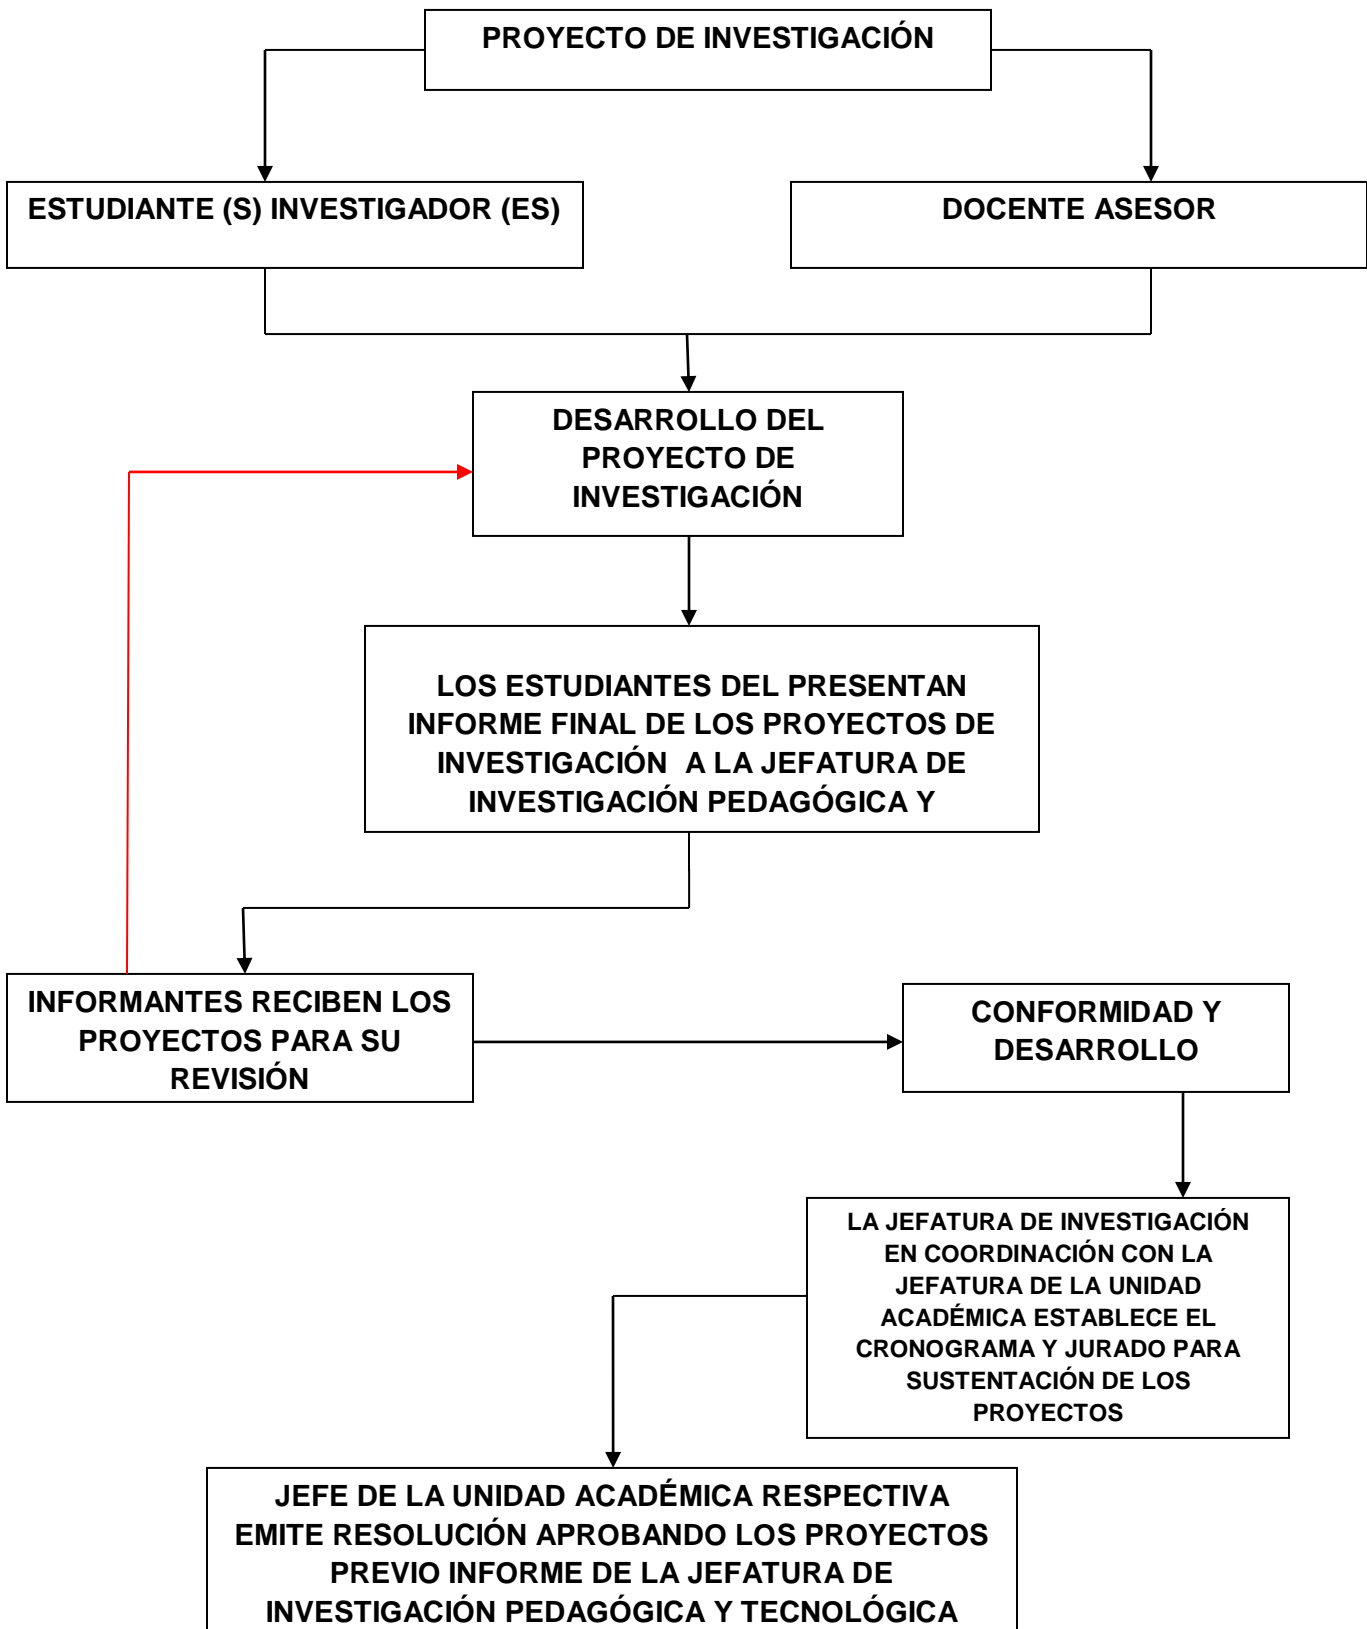 PROYECTO DE INVESTIGACIÓN
ESTUDIANTE (S) INVESTIGADOR (ES)
DOCENTE ASESOR
DESARROLLO DEL
PROYECTO DE
INVESTIGACIÓN
LOS ESTUDIANTES DEL PRESENTAN
INFORME FINAL DE LOS PROYECTOS DE
INVESTIGACIÓN A LA JEFATURA DE
INVESTIGACIÓN PEDAGÓGICA Y
INFORMANTES RECIBEN LOS
PROYECTOS PARA SU
REVISIÓN
CONFORMIDAD Y
DESARROLLO
LA JEFATURA DE INVESTIGACIÓN
EN COORDINACIÓN CON LA
JEFATURA DE LA UNIDAD
ACADÉMICA ESTABLECE EL
CRONOGRAMA Y JURADO PARA
SUSTENTACIÓN DE LOS
PROYECTOS
JEFE DE LA UNIDAD ACADÉMICA RESPECTIVA
EMITE RESOLUCIÓN APROBANDO LOS PROYECTOS
PREVIO INFORME DE LA JEFATURA DE
INVESTIGACIÓN PEDAGÓGICA Y TECNOLÓGICA